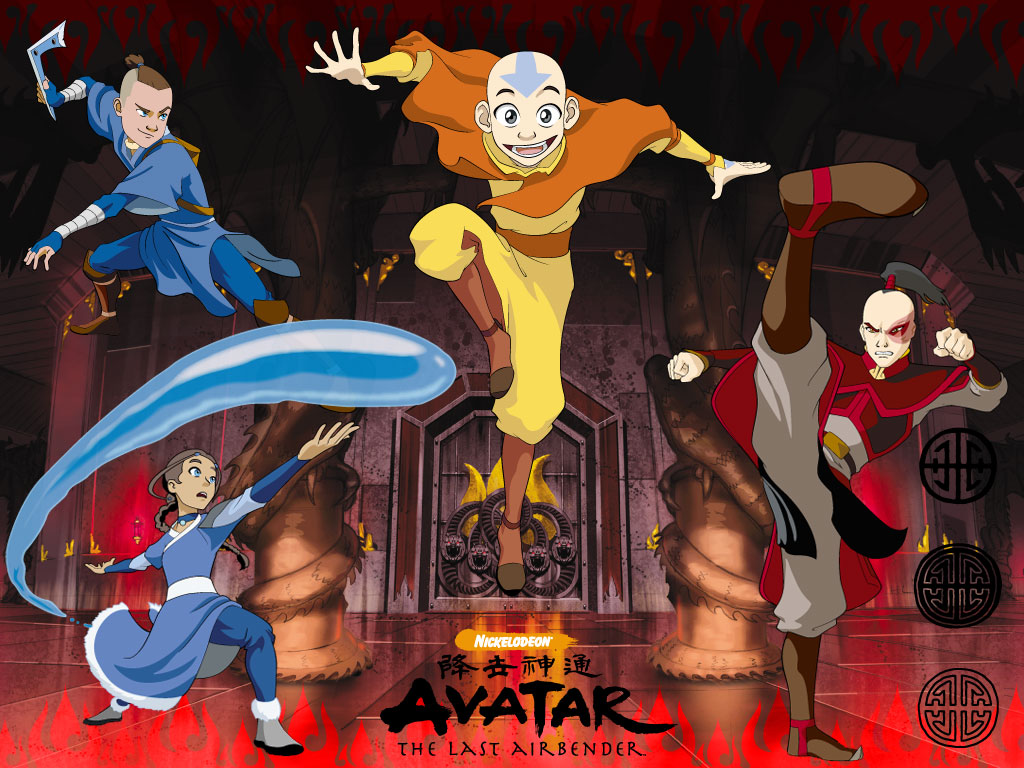 NICKELODEON
降世神通
AVATAR
THE LAST AIRBENDER